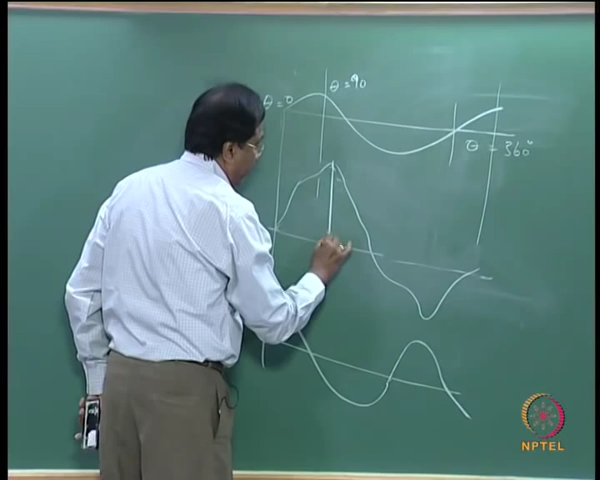 θ = 0
θ = 90
θ = 360°
NPTEL